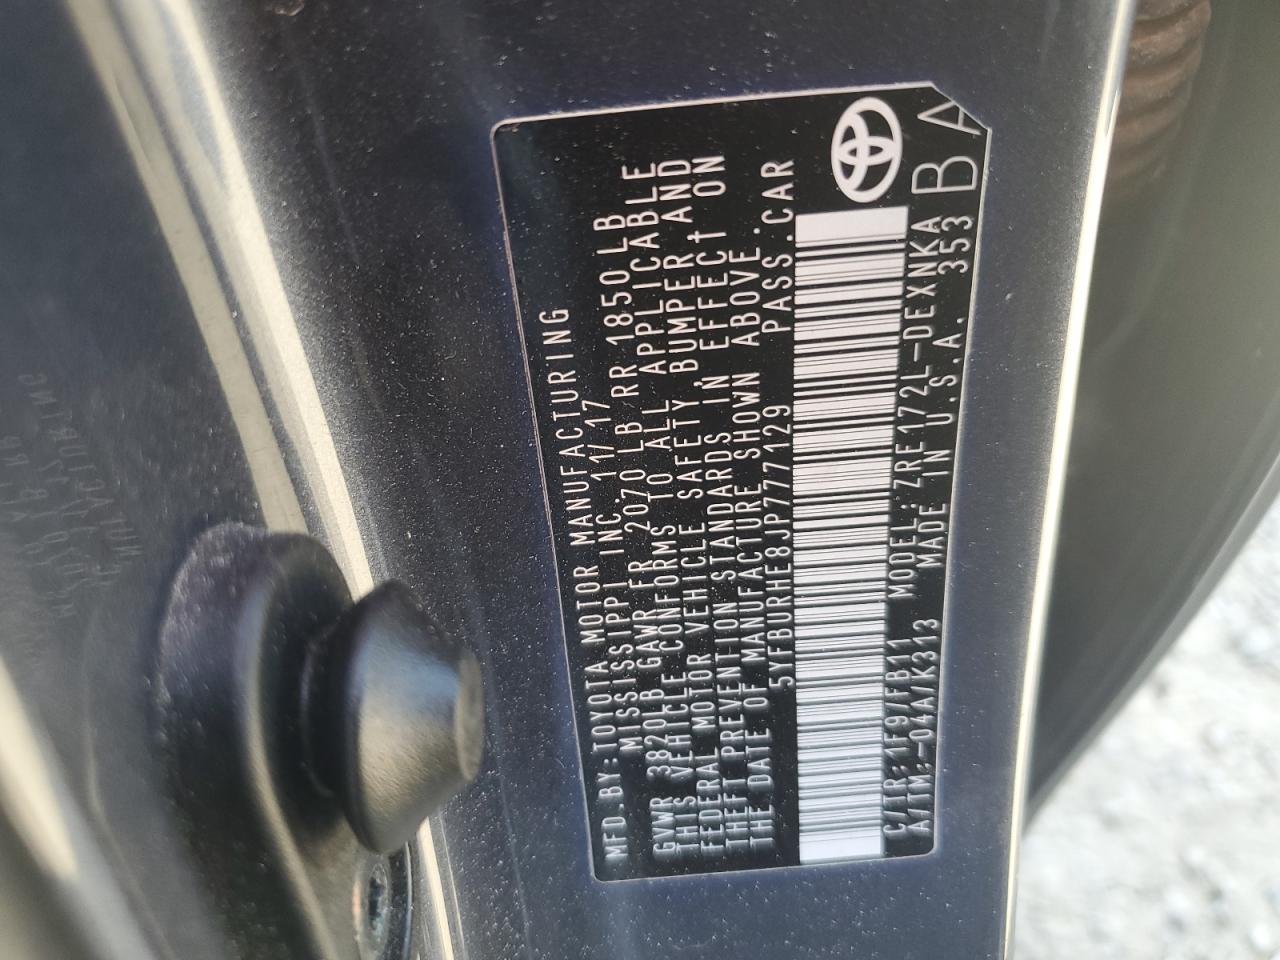 MFD.BY:TOYOTA MOTOR MANUFACTURING
MISSISSIPPI INC. 11/17
GVWR 3820LB GAWR FR 2070 LB RR 1850 LB
THIS VEHICLE CONFORMS TO ALL APPLICABLE
FEDERAL MOTOR VEHICLE SAFETY,BUMPER,AND
THEFT PREVENTION STANDARDS IN EFFECT ON
THE DATE OF MANUFACTURE SHOWN ABOVE.
5YFBURHE8JP777129 PASS.CAR
C/TR:1F9/FB11 MODEL:ZRE172L-DEXNKA
A/TM:-04A/K313 MADE IN U.S.A. 353
B A